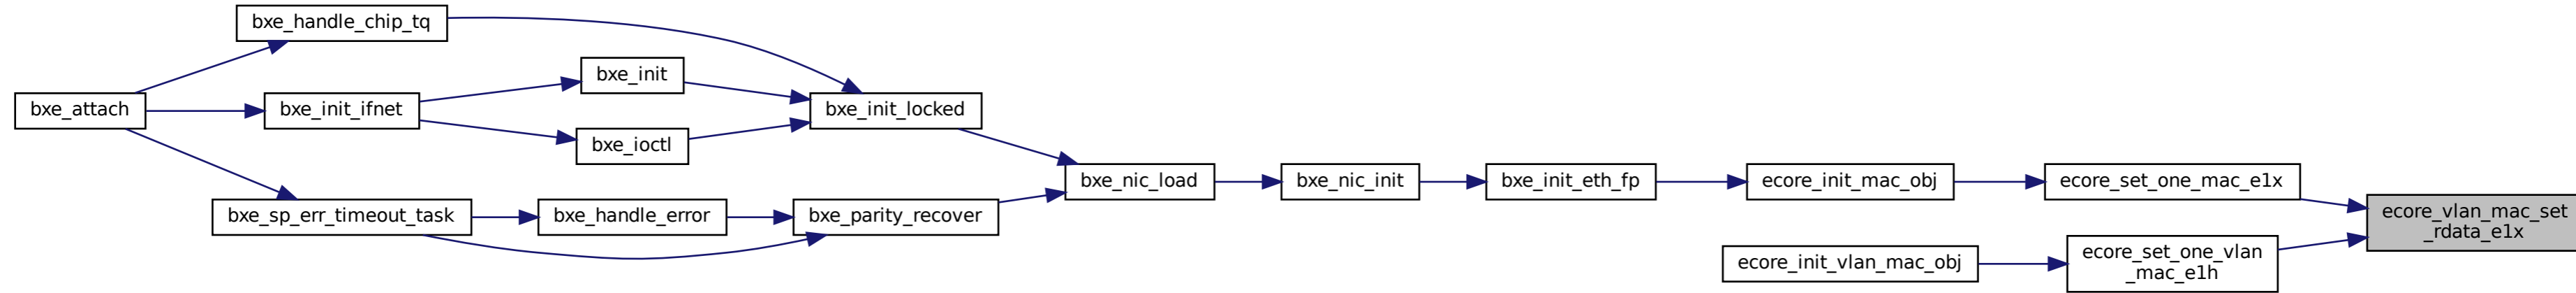 bxe_handle_chip_tq
bxe_init
bxe_attach
bxe_init_ifnet
bxe_init_locked
bxe_ioctl
bxe_nic_load
bxe_nic_init
bxe_init_eth_fp
ecore_init_mac_obj
ecore_set_one_mac_e1x
bxe_sp_err_timeout_task
bxe_handle_error
bxe_parity_recover
ecore_vlan_mac_set
_rdata_e1x
ecore_init_vlan_mac_obj
ecore_set_one_vlan
_mac_e1h